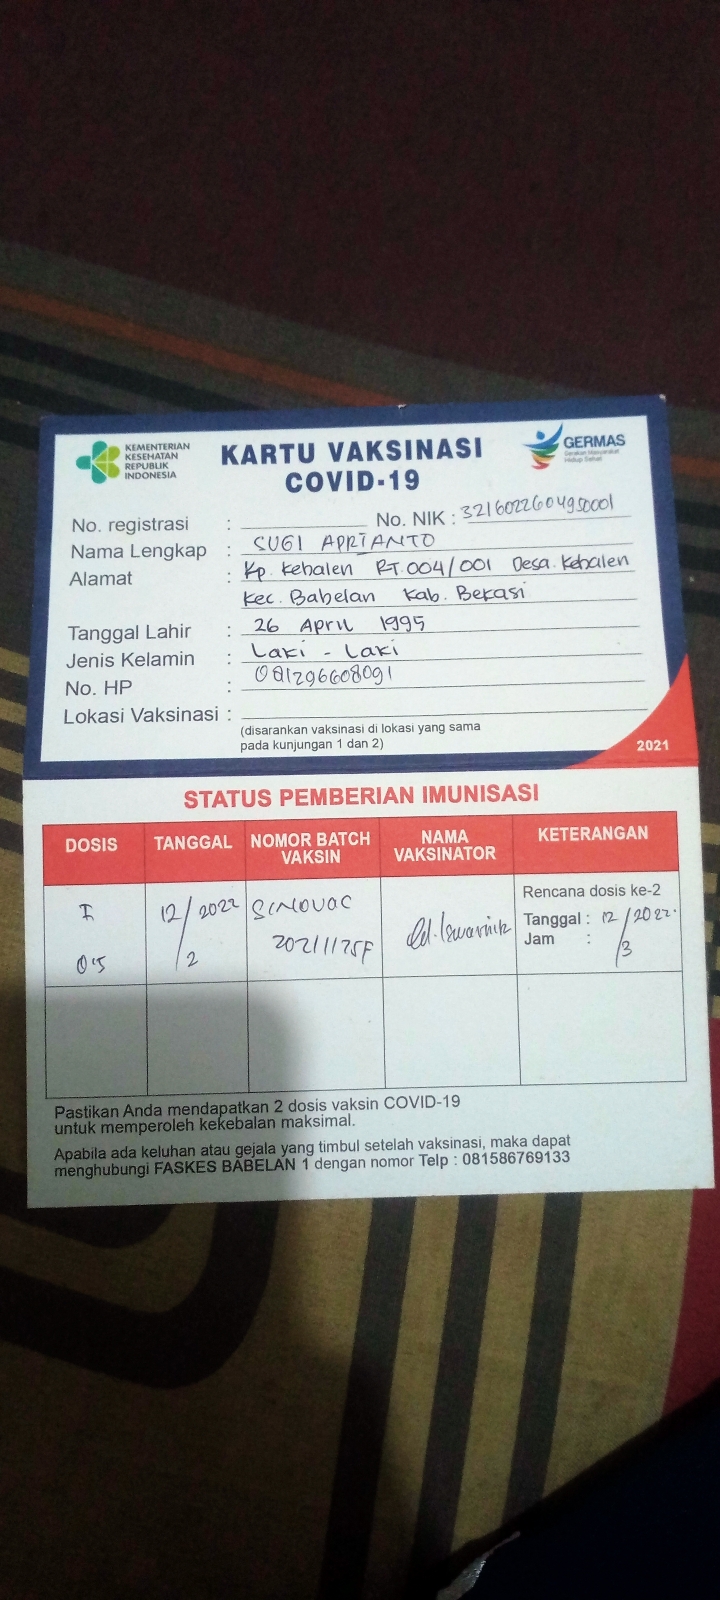 KEMENTERIAN
KESEHATAN
REPUBLIK
INDONESIA
KARTU VAKSINASI
COVID-19
GERMAS
Gerakan Masyarakat
Hidup Sehat
No. registrasi : No. NIK : 3216022604950001
Nama Lengkap : SUGI APRIANTO
Alamat : Kp. Kebalen RT.004/001 Desa. Kebalen
Kec. Babelan Kab. Bekasi
Tanggal Lahir : 26 April 1995
Jenis Kelamin : Laki - Laki
No. HP : 081296608091
Lokasi Vaksinasi :
(disarankan vaksinasi di lokasi yang sama
pada kunjungan 1 dan 2)
2021
STATUS PEMBERIAN IMUNISASI
DOSIS TANGGAL NOMOR BATCH VAKSIN NAMA VAKSINATOR KETERANGAN
I 12/2022 SINOVAC Rencana dosis ke-2
0'5 /2 202111175F Tanggal : 12/2022.
Jam : /3
Pastikan Anda mendapatkan 2 dosis vaksin COVID-19
untuk memperoleh kekebalan maksimal.
Apabila ada keluhan atau gejala yang timbul setelah vaksinasi, maka dapat
menghubungi FASKES BABELAN 1 dengan nomor Telp : 081586769133